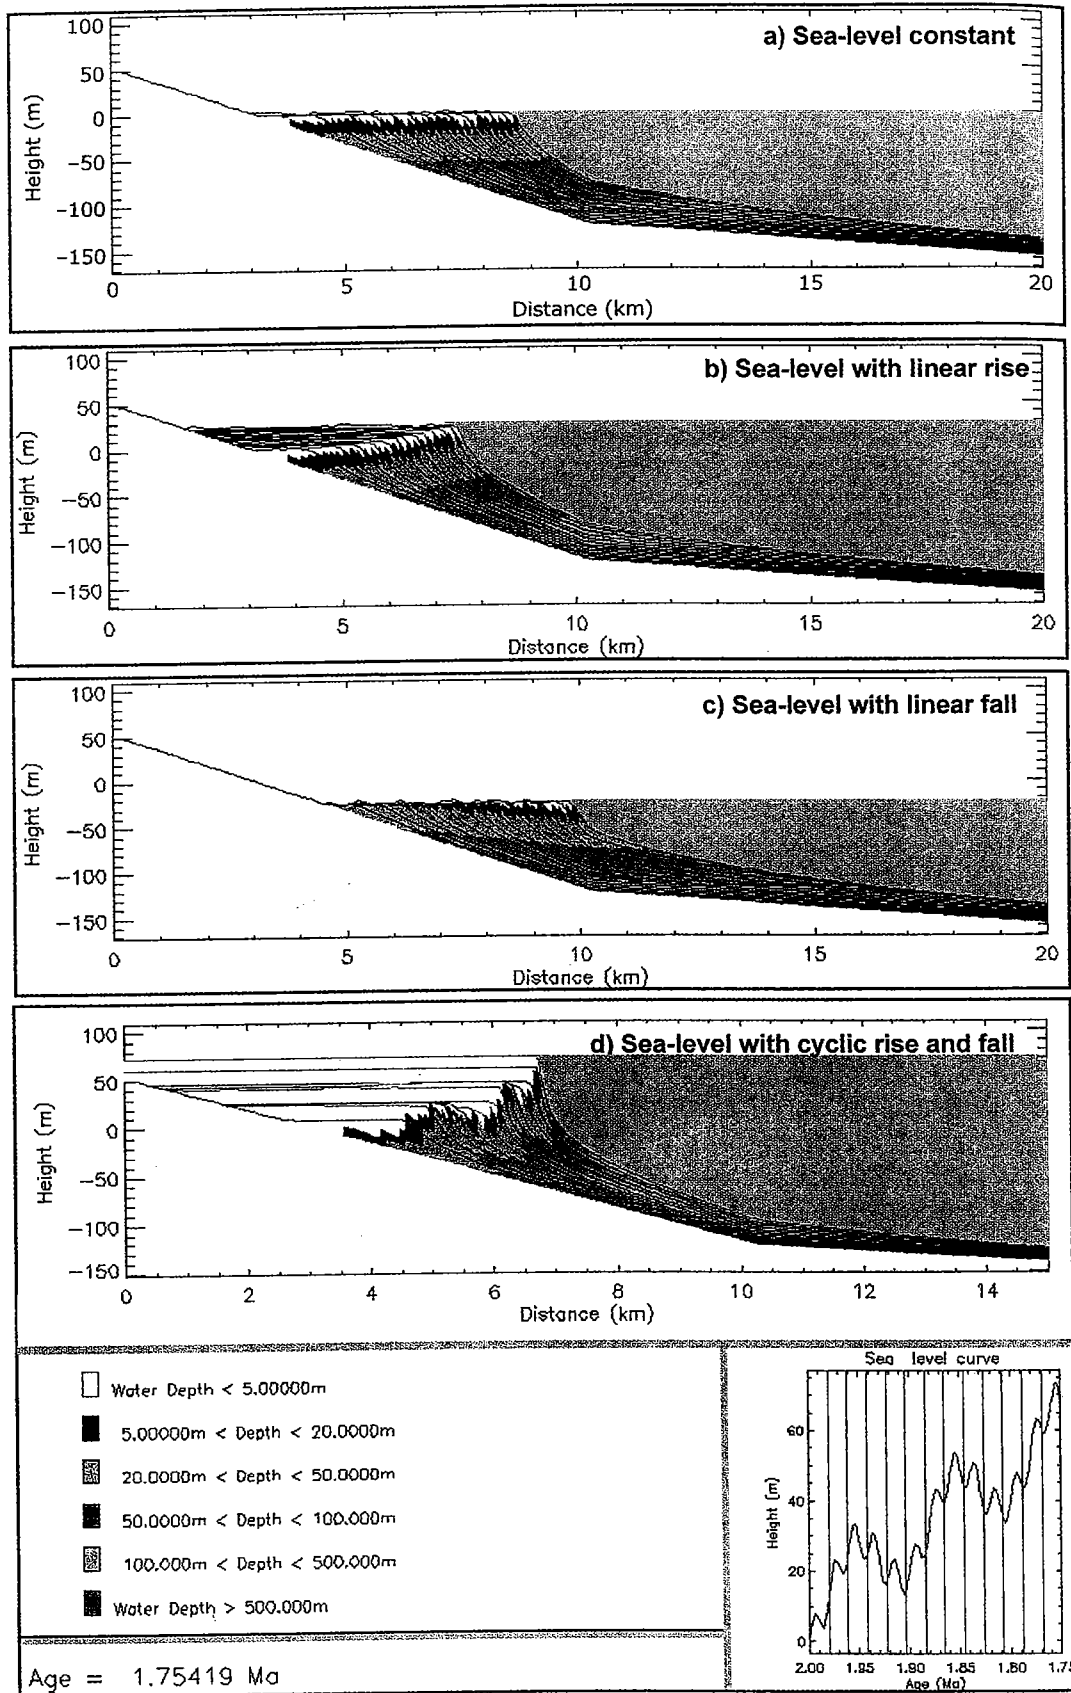 a) Sea-level constant
100
50
0
−50
−100
−150
Height (m)
0
5
10
15
20
Distance (km)
b) Sea-level with linear rise
100
50
0
−50
−100
−150
Height (m)
0
5
10
15
20
Distance (km)
c) Sea-level with linear fall
100
50
0
−50
−100
−150
Height (m)
0
5
10
15
20
Distance (km)
d) Sea-level with cyclic rise and fall
100
50
0
−50
−100
−150
Height (m)
0
2
4
6
8
10
12
14
Distance (km)
Water Depth < 5.00000m
5.00000m < Depth < 20.0000m
20.0000m < Depth < 50.0000m
50.0000m < Depth < 100.000m
100.000m < Depth < 500.000m
Water Depth > 500.000m
Age = 1.75419 Ma
Sea level curve
60
40
20
0
Height (m)
2.00 1.95 1.90 1.85 1.80 1.75
Age (Ma)